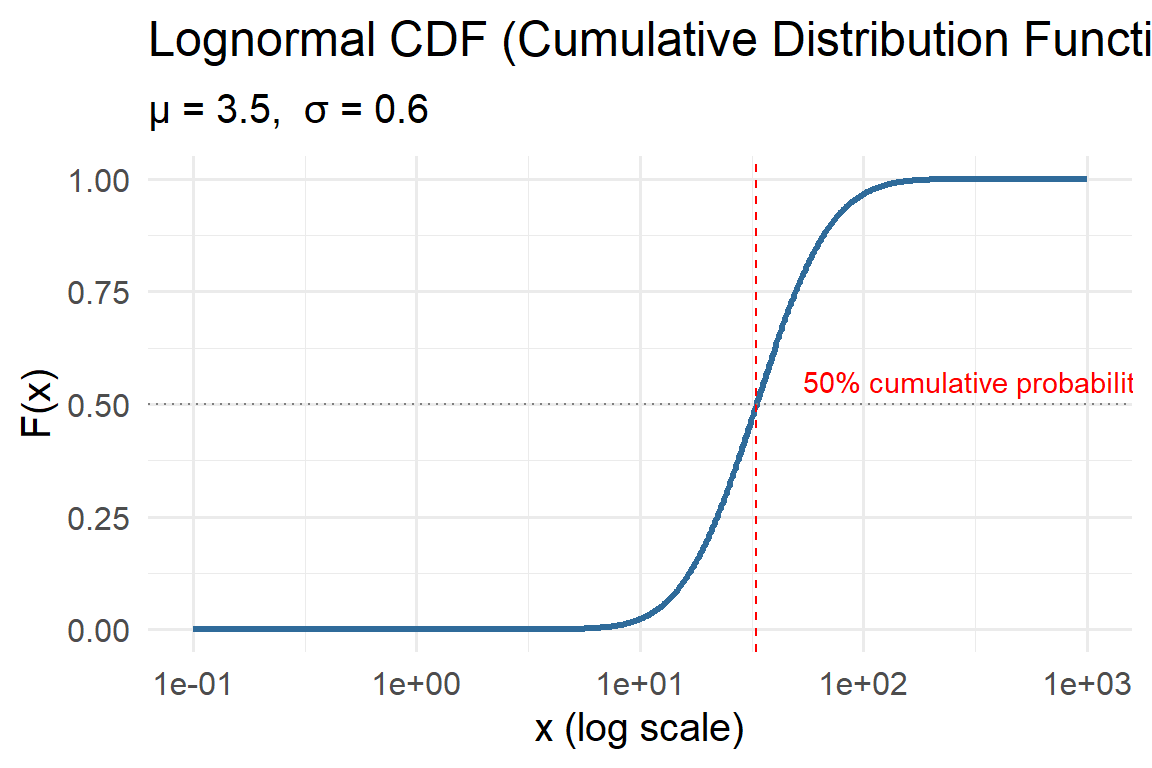 Lognormal CDF (Cumulative Distribution Functi
μ = 3.5,  σ = 0.6
1.00
0.75
50% cumulative probabilit
0.50
0.25
0.00
F(x)
1e-01 1e+00 1e+01 1e+02 1e+03
x (log scale)